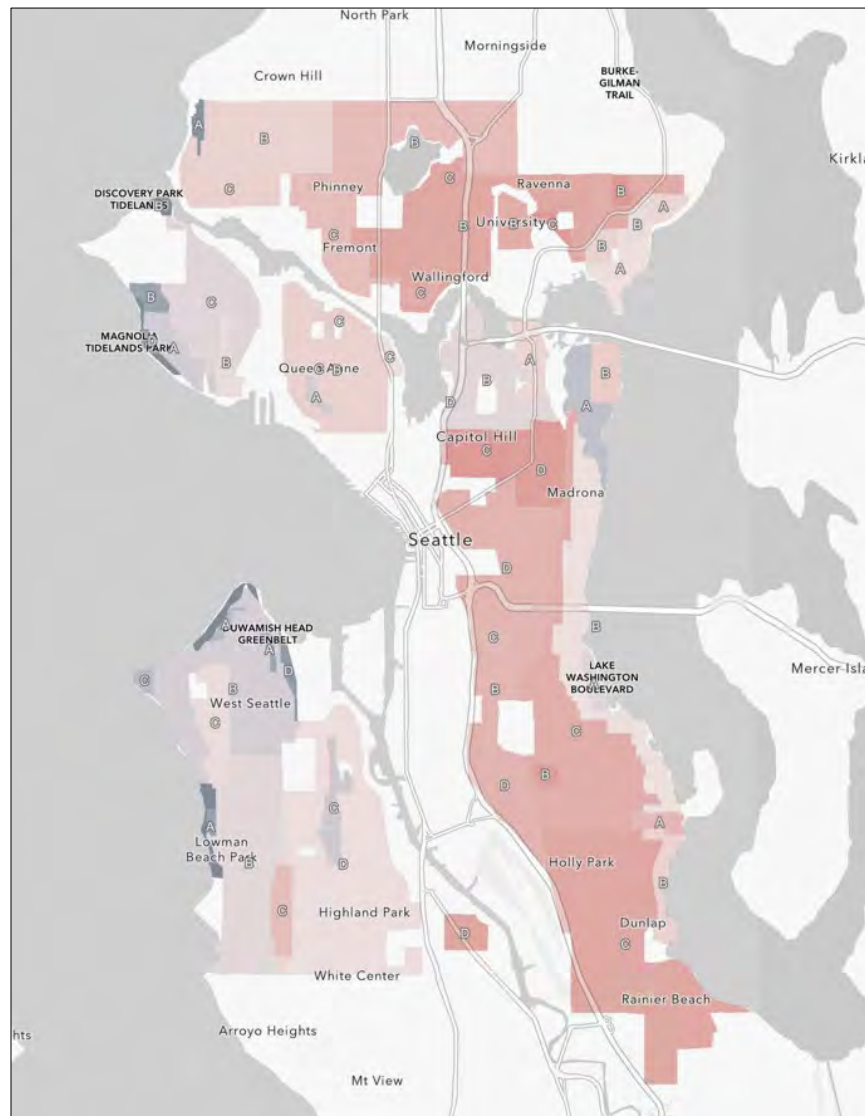 North Park
Morningside
Crown Hill
BURKE-
GILMAN
TRAIL
A
B
B
Kirkl
C
Phinney
C
Ravenna
B
DISCOVERY PARK
TIDELANDS
B
A
University
B
C
B
B
C
Fremont
B
A
Wallingford
B
C
C
MAGNOLIA
TIDELANDS PARK
A
B
C
C
A
Queen Anne
C
B
B
B
A
A
D
Capitol Hill
C
D
Madrona
Seattle
D
A
DUWAMISH HEAD
GREENBELT
C
B
A
D
LAKE
WASHINGTON
BOULEVARD
Mercer Isla
C
B
B
West Seattle
C
C
B
D
C
A
A
Lowman
Beach Park
B
D
Holly Park
B
C
Highland Park
Dunlap
D
C
White Center
Rainier Beach
hts
Arroyo Heights
Mt View